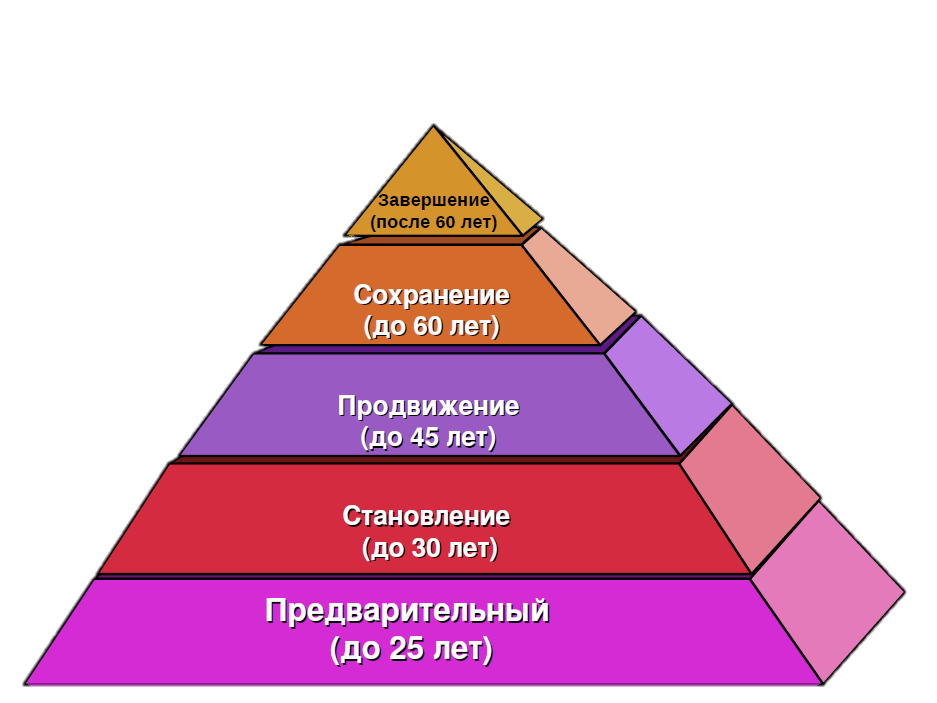 Завершение
(после 60 лет)
Сохранение
(до 60 лет)
Продвижение
(до 45 лет)
Становление
(до 30 лет)
Предварительный
(до 25 лет)